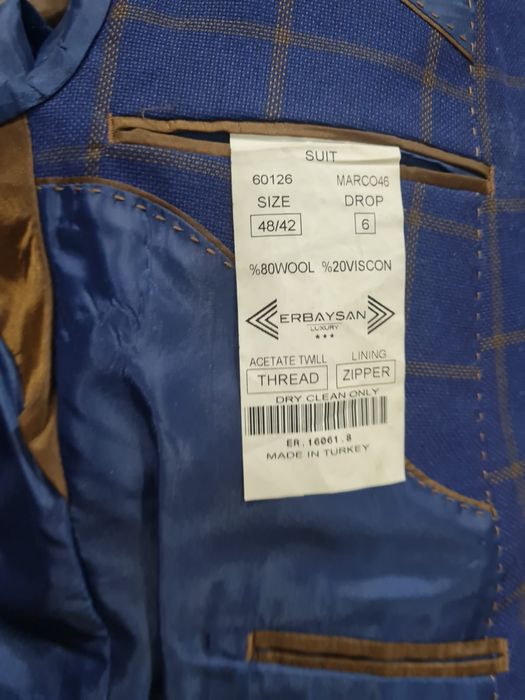 SUIT
60126 MARCO46
SIZE DROP
48/42 6
%80WOOL %20VISCON
ERBAYSAN
LUXURY
ACETATE TWILL LINING
THREAD ZIPPER
DRY CLEAN ONLY
ER.16061.8
MADE IN TURKEY